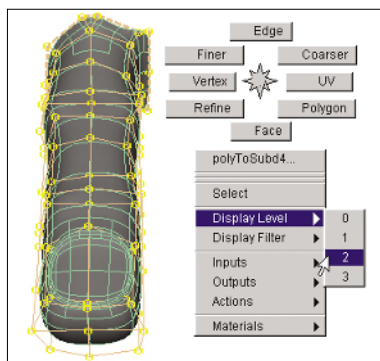 Edge
Finer Coarser
Vertex UV
Refine Polygon
Face
polyToSubd4...
Select
Display Level 0
Display Filter 1
2
Inputs
Outputs 3
Actions
Materials